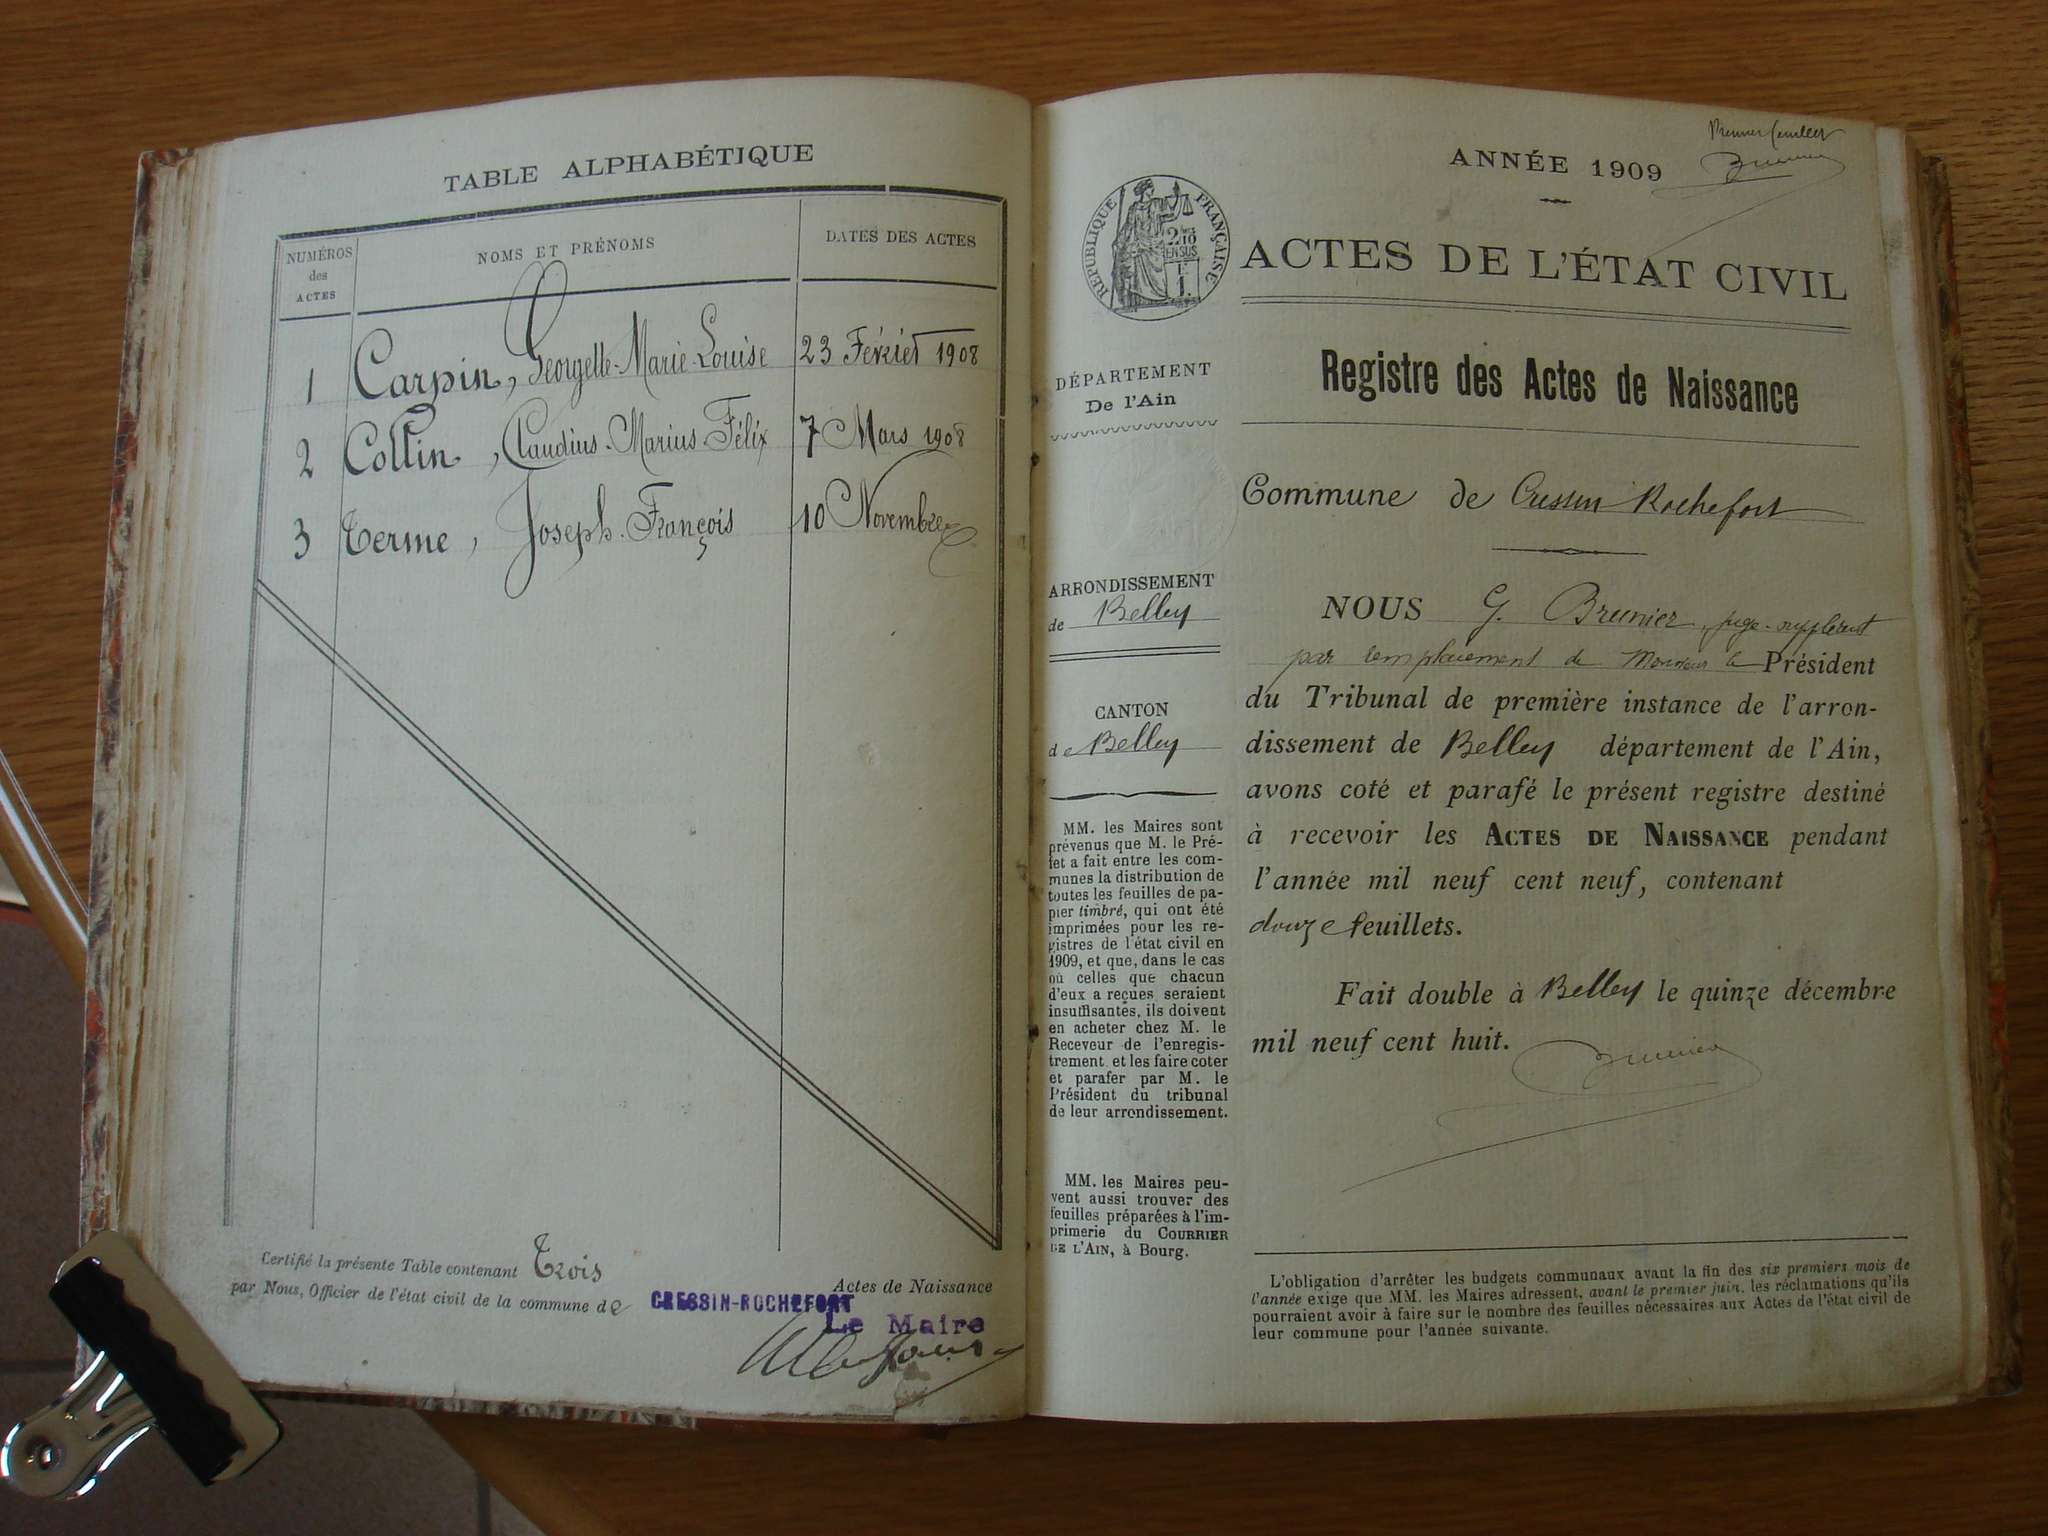 TABLE ALPHABÉTIQUE
NUMÉROS des ACTES
NOMS ET PRÉNOMS
DATES DES ACTES
1 Carpin, Georgette-Marie-Louise 23 Février 1908
2 Collin, Claudius-Marius-Félix 7 Mars 1908
3 Terme, Joseph-François 10 Novembre
Certifié la présente Table contenant Trois
Actes de Naissance
par Nous, Officier de l'état civil de la commune de CRESSIN-ROCHEFORT
Le Maire
Premier feuillet
ANNÉE 1909
Brunier
RÉPUBLIQUE FRANÇAISE
ACTES DE L'ÉTAT CIVIL
Registre des Actes de Naissance
DÉPARTEMENT
De l'Ain
Commune de Cressin Rochefort
ARRONDISSEMENT
de Belley
CANTON
de Belley
MM. les Maires sont
prévenus que M. le Pré-
fet a fait entre les com-
munes la distribution de
toutes les feuilles de pa-
pier timbré, qui ont été
imprimées pour les re-
gistres de l'état civil en
1909, et que, dans le cas
où celles que chacun
d'eux a reçues seraient
insuffisantes, ils doivent
en acheter chez M. le
Receveur de l'enregis-
trement et les faire coter
et parafer par M. le
Président du tribunal
de leur arrondissement.
MM. les Maires peu-
vent aussi trouver des
feuilles préparées à l'im-
primerie du COURRIER
DE L'AIN, à Bourg.
NOUS G. Brunier, juge-suppléant
par remplacement de Monsieur le Président
du Tribunal de première instance de l'arron-
dissement de Belley département de l'Ain,
avons coté et parafé le présent registre destiné
à recevoir les ACTES DE NAISSANCE pendant
l'année mil neuf cent neuf, contenant
douze feuillets.
Fait double à Belley le quinze décembre
mil neuf cent huit.
Brunier
L'obligation d'arrêter les budgets communaux avant la fin des six premiers mois de
l'année exige que MM. les Maires adressent, avant le premier juin, les réclamations qu'ils
pourraient avoir à faire sur le nombre des feuilles nécessaires aux Actes de l'état civil de
leur commune pour l'année suivante.